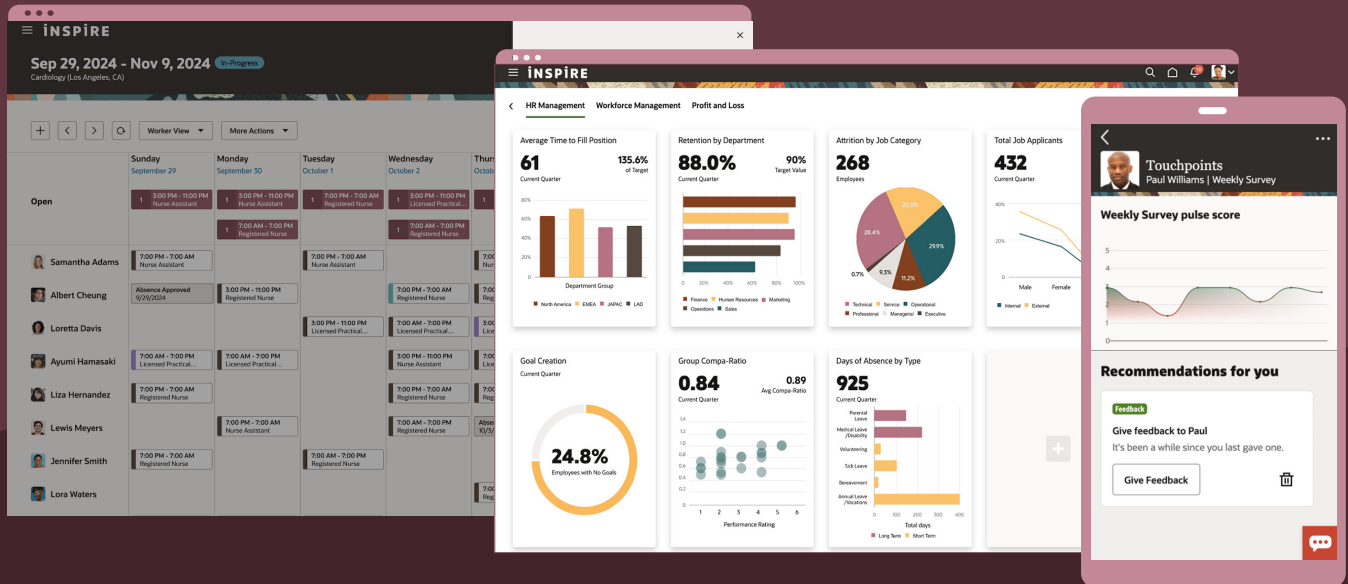 INSPIRE
Sep 29, 2024 - Nov 9, 2024 In-Progress
Cardiology (Los Angeles, CA)
Worker View
More Actions
Sunday Monday Tuesday Wednesday
September 29 September 30 October 1 October 2
Open
1 3:00 PM - 11:00 PM 1 3:00 PM - 11:00 PM 1 7:00 PM - 7:00 AM 1 3:00 PM - 11:00 PM 1
Nurse Assistant Nurse Assistant Registered Nurse Licensed Practical...
1 7:00 AM - 7:00 PM 1 7:00 AM - 7:00 PM
Registered Nurse Registered Nurse
Samantha Adams
7:00 PM - 7:00 AM 7:00 PM - 7:00 AM
Nurse Assistant Nurse Assistant
Albert Cheung
Absence Approved 3:00 PM - 11:00 PM 7:00 AM - 7:00 PM
9/29/2024 Registered Nurse Registered Nurse
Loretta Davis
3:00 PM - 11:00 PM 7:00 AM - 7:00 PM
Licensed Practical... Licensed Practical...
Ayumi Hamasaki
7:00 AM - 7:00 PM 7:00 AM - 7:00 PM 3:00 PM - 11:00 PM
Licensed Practical... Licensed Practical... Nurse Assistant
Liza Hernandez
7:00 PM - 7:00 AM 7:00 PM - 7:00 AM
Registered Nurse Registered Nurse
Lewis Meyers
7:00 PM - 7:00 AM 7:00 PM - 7:00 AM
Nurse Assistant Registered Nurse
Jennifer Smith
7:00 PM - 7:00 AM 7:00 PM - 7:00 AM
Registered Nurse Registered Nurse
Lora Waters
INSPIRE
HR Management Workforce Management Profit and Loss
Average Time to Fill Position
61 135.6%
Current Quarter of Target
80%
60%
40%
20%
0
Department Group
North America EMEA JAPAC LAD
Retention by Department
88.0% 90%
Current Quarter Target Value
0 20% 40% 60% 80% 100%
Finance Human Resources Marketing
Operations Sales
Attrition by Job Category
268
Employees
20.5%
28.4%
29.9%
0.7% 9.3%
11.2%
Technical Service Operational
Professional Managerial Executive
Total Job Applicants
432
Current Quarter
40%
20%
0
Male Female
Internal External
Goal Creation
Current Quarter
24.8%
Employees with No Goals
Group Compa-Ratio
0.84 0.89
Current Quarter Avg Compa-Ratio
1.4
1.2
1.0
0.8
0.6
0.4
0.2
0
1 2 3 4 5 6
Performance Rating
Days of Absence by Type
925
Current Quarter
Parental
Leave
Medical Leave
/Disability
Volunteering
Sick Leave
Bereavement
Annual Leave
/Vacations
0 100 200 300 400
Total days
Long Term Short Term
Touchpoints
Paul Williams | Weekly Survey
Weekly Survey pulse score
5
4
3
2
1
0
Recommendations for you
Feedback
Give feedback to Paul
It's been a while since you last gave one.
Give Feedback